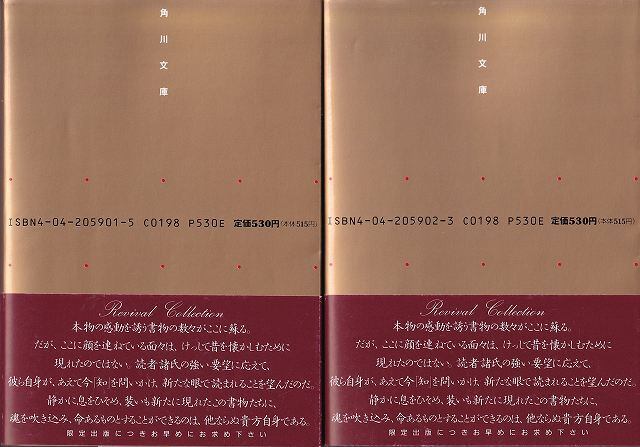 角川文庫
ISBN4-04-205901-5 C0198 P530E 定価530円(本体515円)
Revival Collection
本物の感動を誘う書物の数々がここに蘇る。
だが、ここに顔を連ねている面々は、けっして昔を懐かしむために
現れたのではない。読者諸氏の強い要望に応えて、
彼ら自身が、あえて今「知」を問いかけ、新たな眼で読まれることを望んだのだ。
静かに息をひそめ、装いも新たに現れたこの書物たちに、
魂を吹き込み、命あるものとすることができるのは、他ならぬ貴方自身である。
限定出版につきお早めにお求め下さい
角川文庫
ISBN4-04-205902-3 C0198 P530E 定価530円(本体515円)
Revival Collection
本物の感動を誘う書物の数々がここに蘇る。
だが、ここに顔を連ねている面々は、けっして昔を懐かしむために
現れたのではない。読者諸氏の強い要望に応えて、
彼ら自身が、あえて今「知」を問いかけ、新たな眼で読まれることを望んだのだ。
静かに息をひそめ、装いも新たに現れたこの書物たちに、
魂を吹き込み、命あるものとすることができるのは、他ならぬ貴方自身である。
限定出版につきお早めにお求め下さい